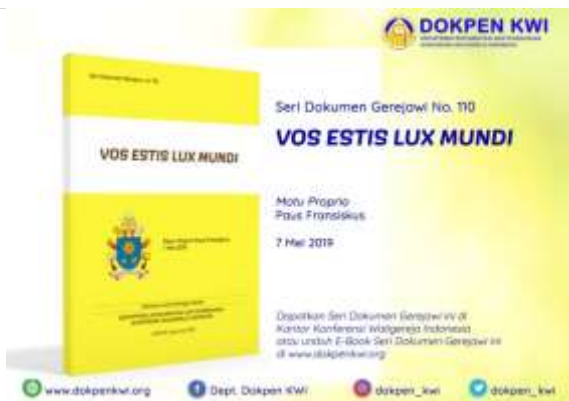 DOKPEN KWI
Seri Dokumen Gerejawi No. 110
VOS ESTIS LUX MUNDI
VOS ESTIS LUX MUNDI
Motu Proprio
Paus Fransiskus
7 Mei 2019
Dapatkan Seri Dokumen Gerejawi ini di
Kantor Konferensi Waligereja Indonesia
atau unduh E-Book Seri Dokumen Gerejawi ini
di www.dokpenkwi.org
www.dokpenkwi.org
Dept. Dokpen KWI
dokpen_kwi
dokpen_kwi